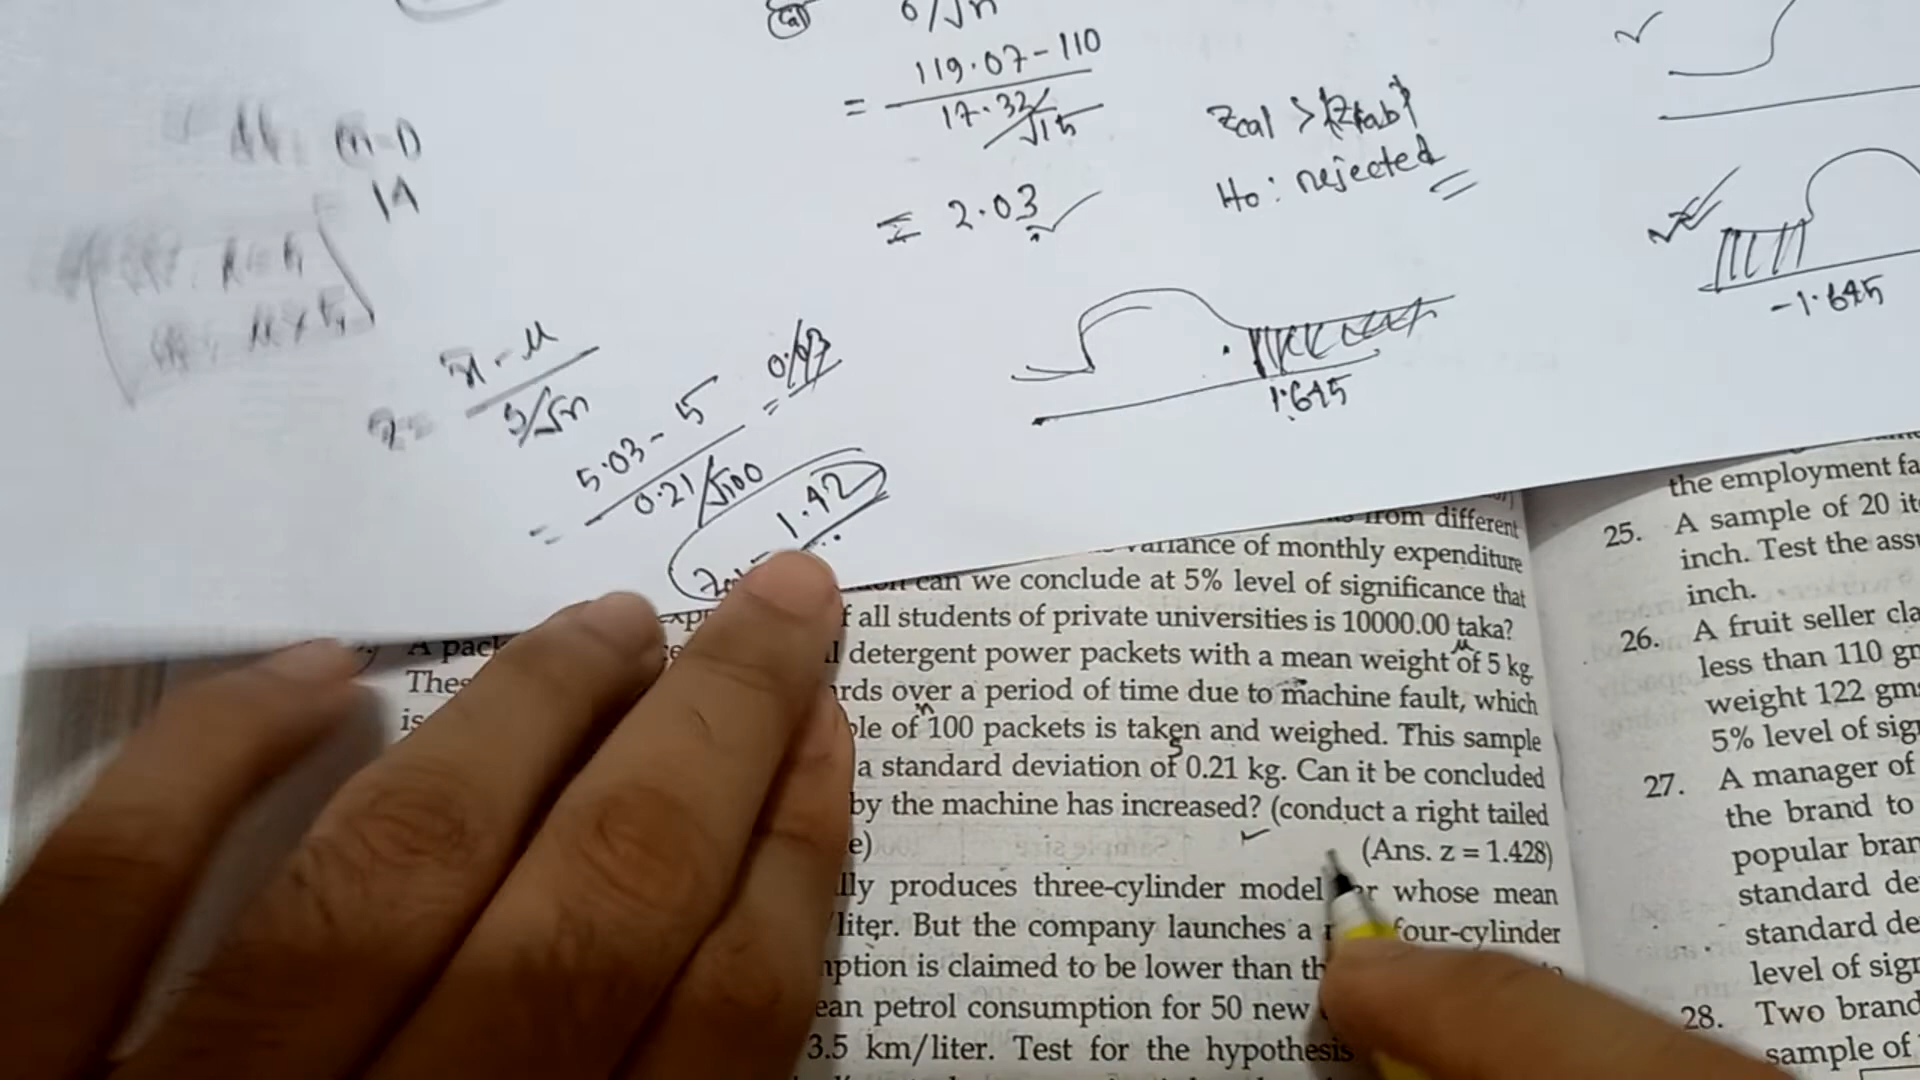 σ/√n
= 119.07-110
17.32/√15
= 2.03
Zcal > |Ztab|
Ho: rejected
1.645
-1.645
(n-1)
14
x̄-μ
s/√n
= 5.03-5
0.21/√100
= 1.42
from different
variance of monthly expenditure
can we conclude at 5% level of significance that
f all students of private universities is 10000.00 taka?
A pack
detergent power packets with a mean weight of 5 kg.
μ
over a period of time due to machine fault, which
of 100 packets is taken and weighed. This sample
n
a standard deviation of 0.21 kg. Can it be concluded
s
by the machine has increased? (conduct a right tailed
(Ans. z = 1.428)
produces three-cylinder model whose mean
/liter. But the company launches a four-cylinder
is claimed to be lower than
petrol consumption for 50 new
3.5 km/liter. Test for the hypothesis
the employment fa
25. A sample of 20 it
inch. Test the ass
inch.
26. A fruit seller cla
less than 110 gr
weight 122 gms
5% level of sig
27. A manager of
the brand to
popular bran
standard de
standard de
level of sig
28. Two brand
sample of